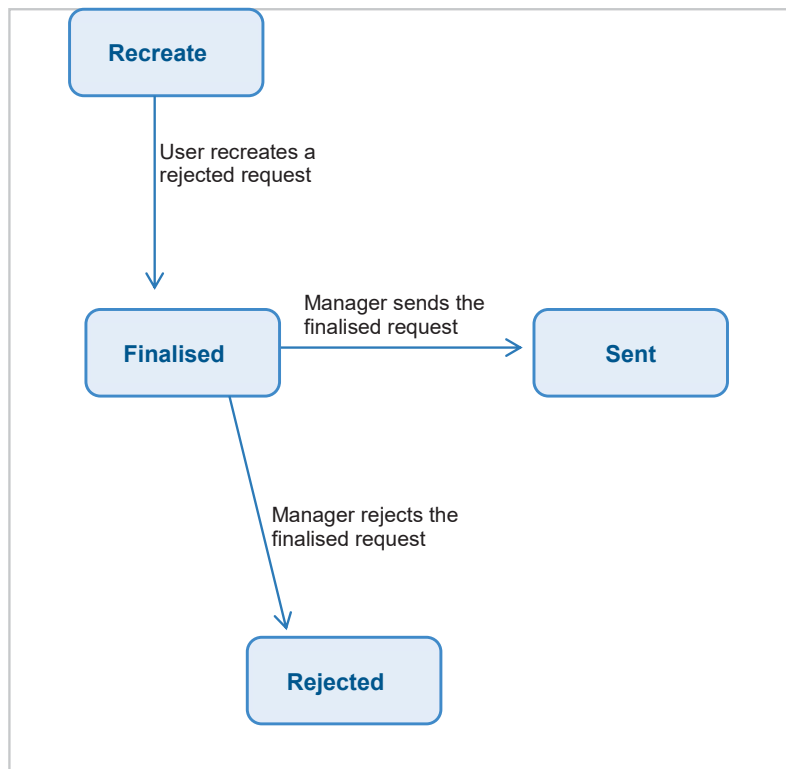 Recreate
User recreates a
rejected request
Manager sends the
finalised request
Finalised
Sent
Manager rejects the
finalised request
Rejected